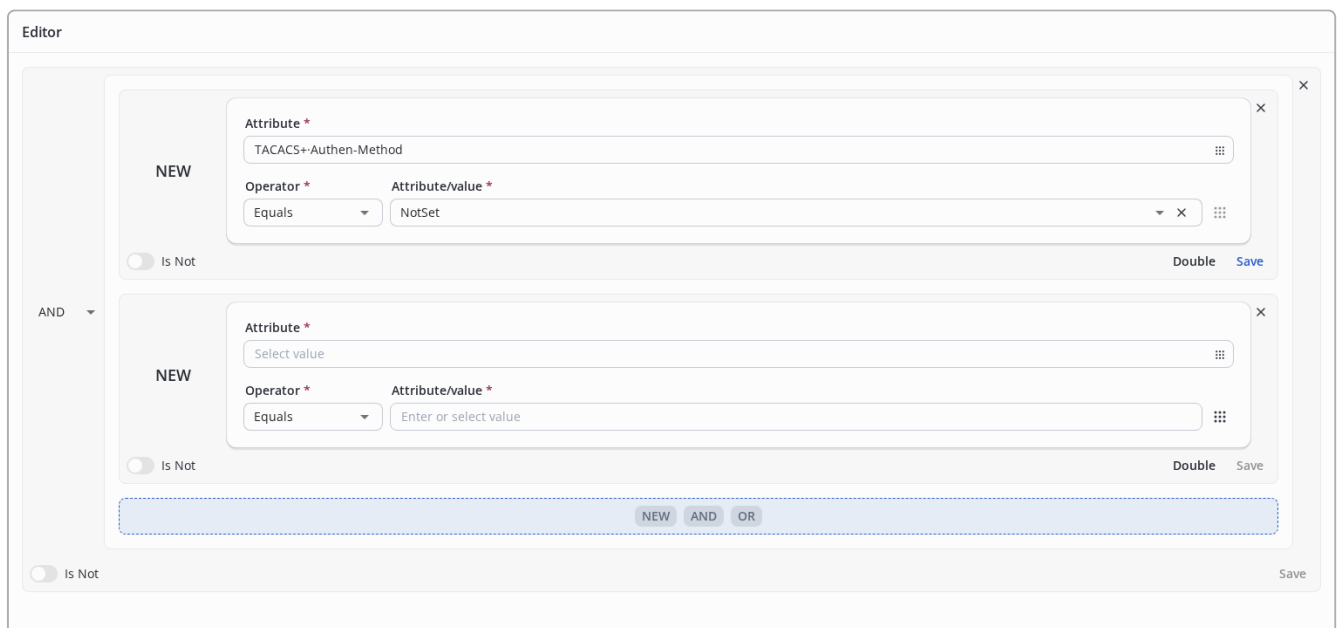 Editor
Attribute *
TACACS+·Authen-Method
NEW
Operator * Attribute/value *
Equals NotSet
Is Not Double Save
AND
Attribute *
Select value
NEW
Operator * Attribute/value *
Equals Enter or select value
Is Not Double Save
NEW AND OR
Is Not Save